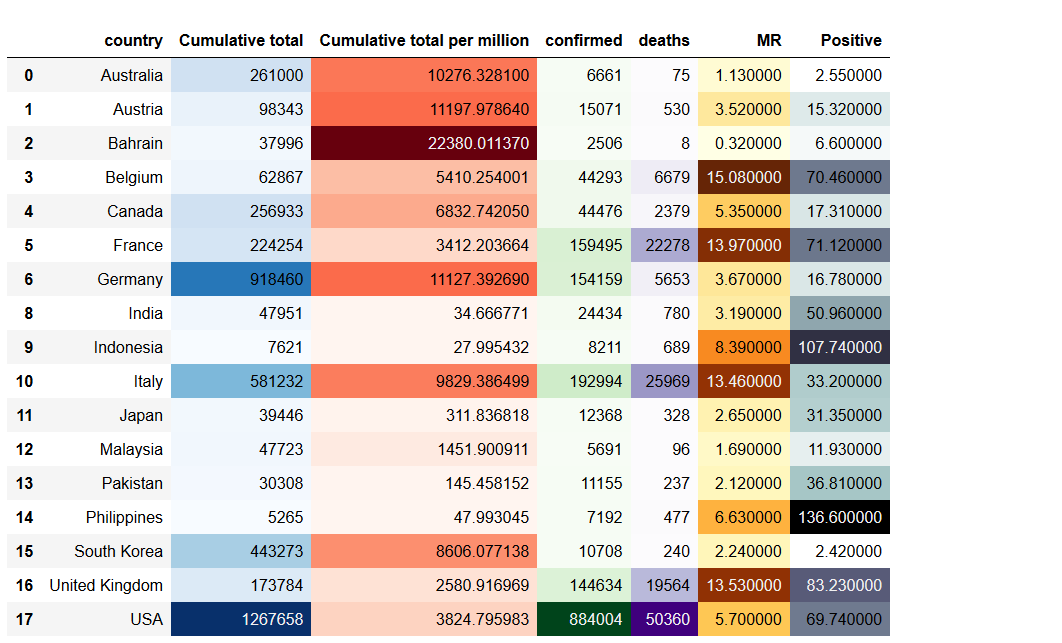 country Cumulative total Cumulative total per million confirmed deaths MR Positive
0 Australia 261000 10276.328100 6661 75 1.130000 2.550000
1 Austria 98343 11197.978640 15071 530 3.520000 15.320000
2 Bahrain 37996 22380.011370 2506 8 0.320000 6.600000
3 Belgium 62867 5410.254001 44293 6679 15.080000 70.460000
4 Canada 256933 6832.742050 44476 2379 5.350000 17.310000
5 France 224254 3412.203664 159495 22278 13.970000 71.120000
6 Germany 918460 11127.392690 154159 5653 3.670000 16.780000
8 India 47951 34.666771 24434 780 3.190000 50.960000
9 Indonesia 7621 27.995432 8211 689 8.390000 107.740000
10 Italy 581232 9829.386499 192994 25969 13.460000 33.200000
11 Japan 39446 311.836818 12368 328 2.650000 31.350000
12 Malaysia 47723 1451.900911 5691 96 1.690000 11.930000
13 Pakistan 30308 145.458152 11155 237 2.120000 36.810000
14 Philippines 5265 47.993045 7192 477 6.630000 136.600000
15 South Korea 443273 8606.077138 10708 240 2.240000 2.420000
16 United Kingdom 173784 2580.916969 144634 19564 13.530000 83.230000
17 USA 1267658 3824.795983 884004 50360 5.700000 69.740000